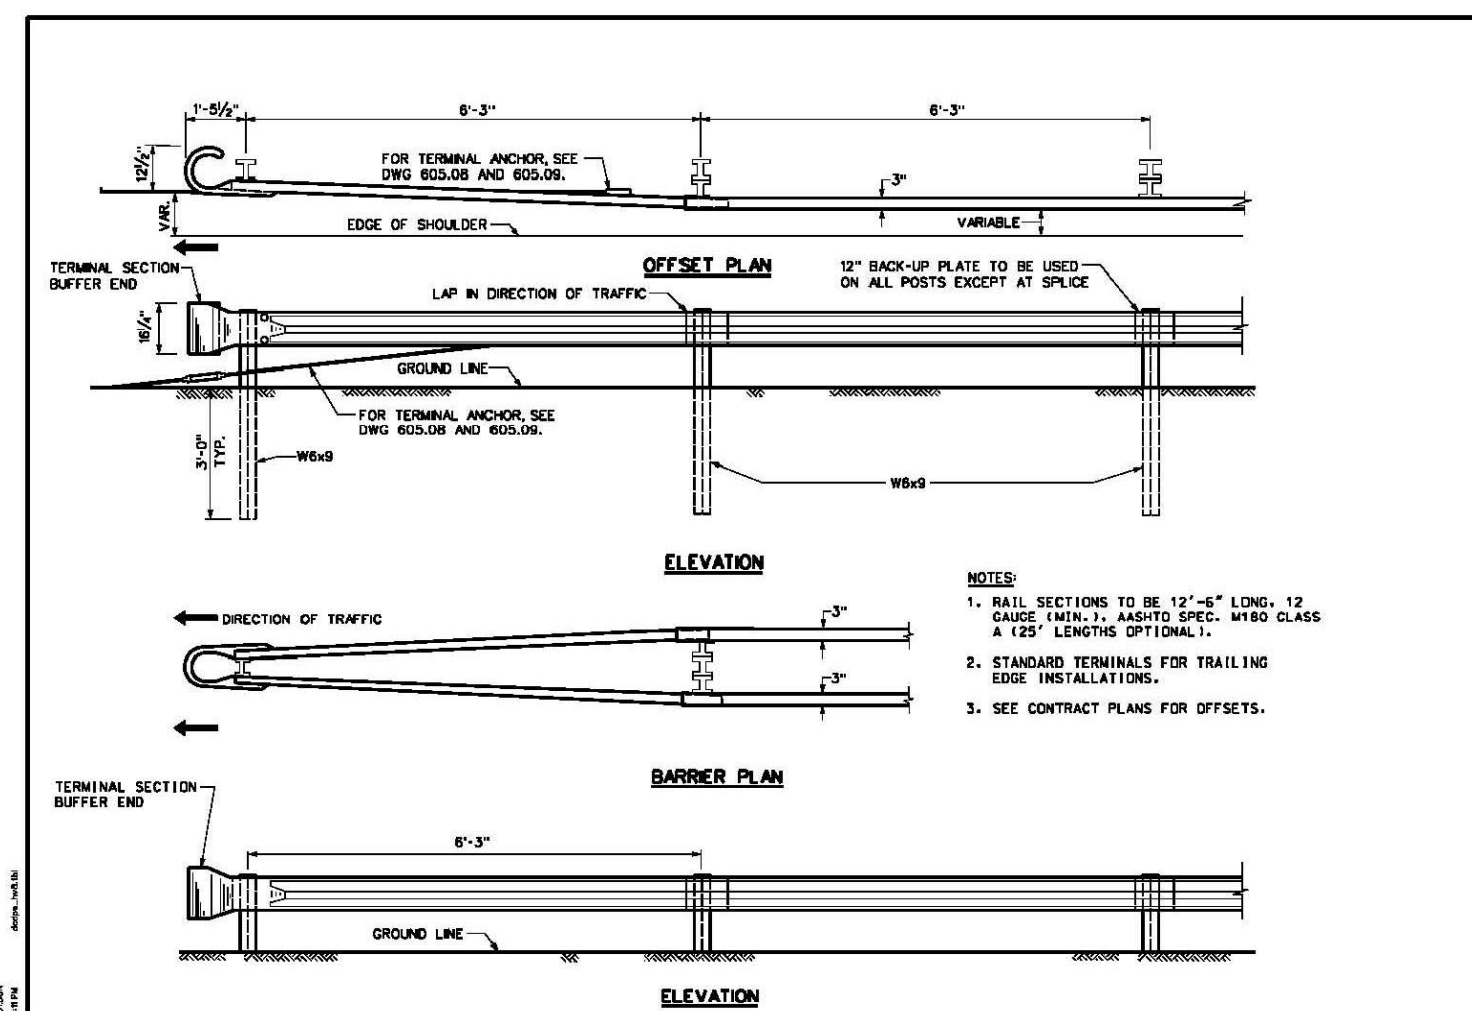 1'-5½"
6'-3"
6'-3"
12½"
FOR TERMINAL ANCHOR, SEE
DWG 605.08 AND 605.09.
3"
VAR.
EDGE OF SHOULDER
VARIABLE
OFFSET PLAN
TERMINAL SECTION
BUFFER END
12" BACK-UP PLATE TO BE USED
ON ALL POSTS EXCEPT AT SPLICE
LAP IN DIRECTION OF TRAFFIC
16¼"
GROUND LINE
FOR TERMINAL ANCHOR, SEE
DWG 605.08 AND 605.09.
3'-0"
TYP.
W6x9
W6x9
ELEVATION
NOTES:
1. RAIL SECTIONS TO BE 12'-6" LONG, 12
GAUGE (MIN.), AASHTO SPEC. M180 CLASS
A (25' LENGTHS OPTIONAL).
2. STANDARD TERMINALS FOR TRAILING
EDGE INSTALLATIONS.
3. SEE CONTRACT PLANS FOR OFFSETS.
DIRECTION OF TRAFFIC
3"
3"
BARRIER PLAN
TERMINAL SECTION
BUFFER END
6'-3"
GROUND LINE
ELEVATION